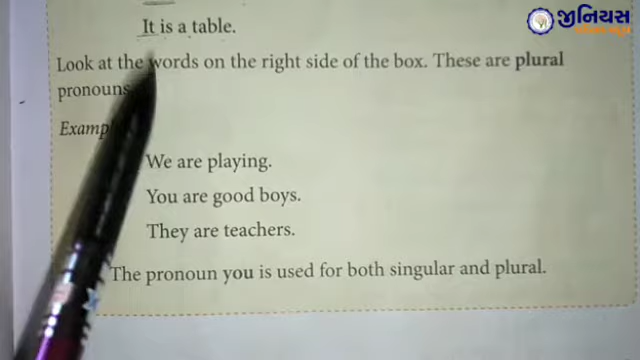 જીનિયસ
It is a table.
Look at the words on the right side of the box. These are plural
pronouns
We are playing.
You are good boys.
They are teachers.
The pronoun you is used for both singular and plural.